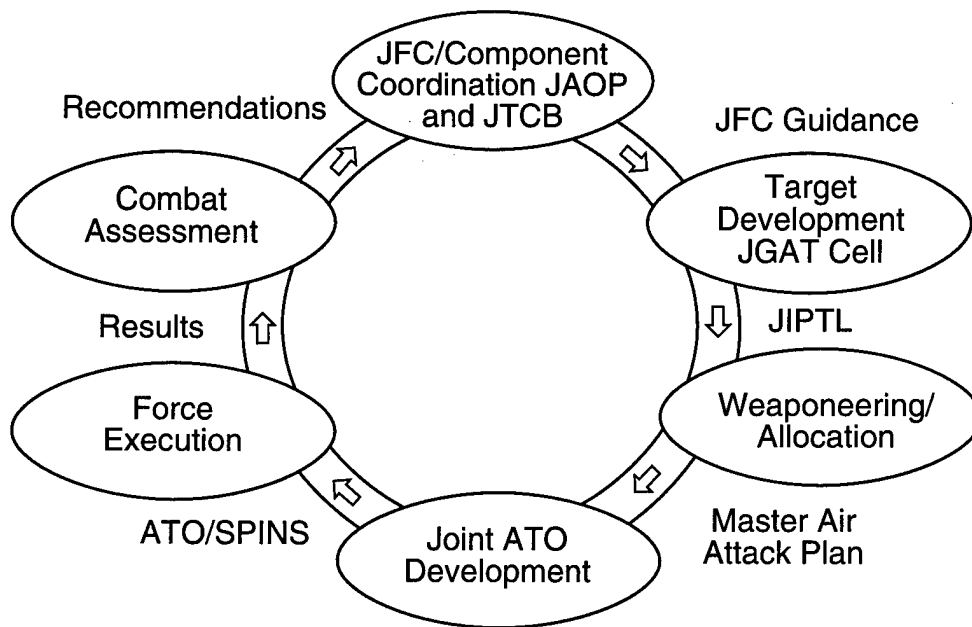 JFC/Component
Coordination JAOP
and JTCB
Recommendations
JFC Guidance
Combat
Assessment
Target
Development
JGAT Cell
Results
JIPTL
Force
Execution
Weaponeering/
Allocation
ATO/SPINS
Joint ATO
Development
Master Air
Attack Plan